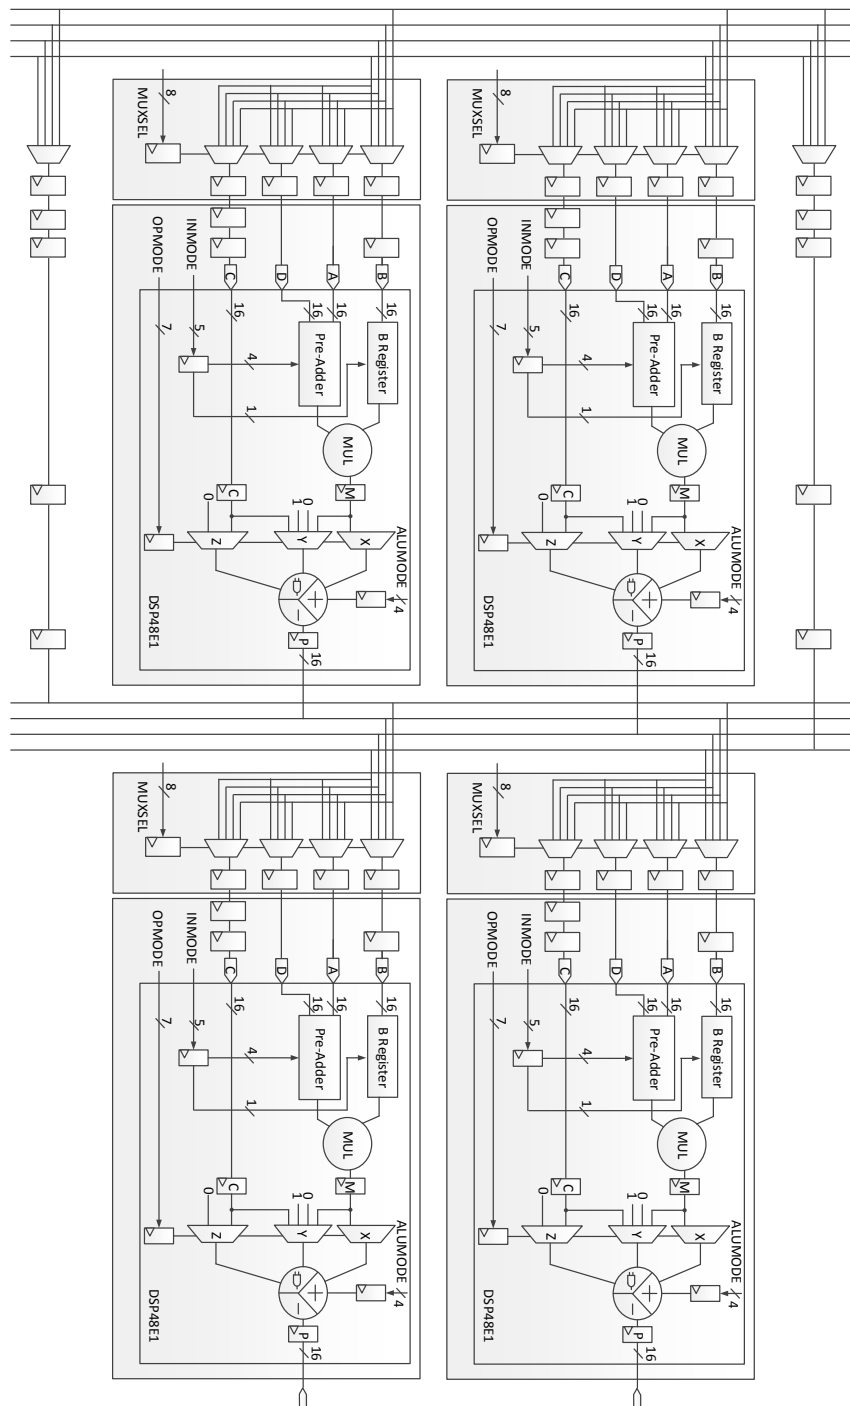 8
MUXSEL
8
MUXSEL
OPMODE
INMODE
C
D
A
B
OPMODE
INMODE
C
D
A
B
16
16
16
16
16
16
16
16
7
5
4
Pre-Adder
B Register
7
5
4
Pre-Adder
B Register
1
1
MUL
MUL
C
M
C
M
0
1
0
0
1
0
Z
Y
X
ALUMODE
Z
Y
X
ALUMODE
+
−
4
+
−
4
DSP48E1
P
16
DSP48E1
P
16
8
MUXSEL
8
MUXSEL
OPMODE
INMODE
C
D
A
B
OPMODE
INMODE
C
D
A
B
16
16
16
16
16
16
16
16
7
5
4
Pre-Adder
B Register
7
5
4
Pre-Adder
B Register
1
1
MUL
MUL
C
M
C
M
0
1
0
0
1
0
Z
Y
X
ALUMODE
Z
Y
X
ALUMODE
+
−
4
+
−
4
DSP48E1
P
16
DSP48E1
P
16